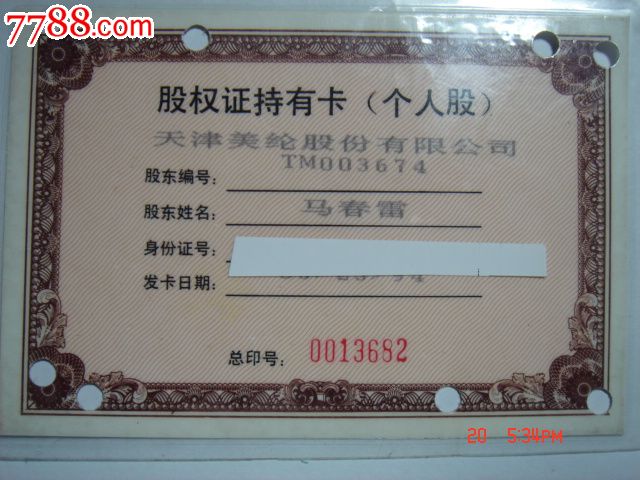 7788.com
股权证持有卡（个人股）
天津美纶股份有限公司
股东编号: TM003674
股东姓名: 马春雷
身份证号:
发卡日期:
总印号: 0013682
20 5:34PM